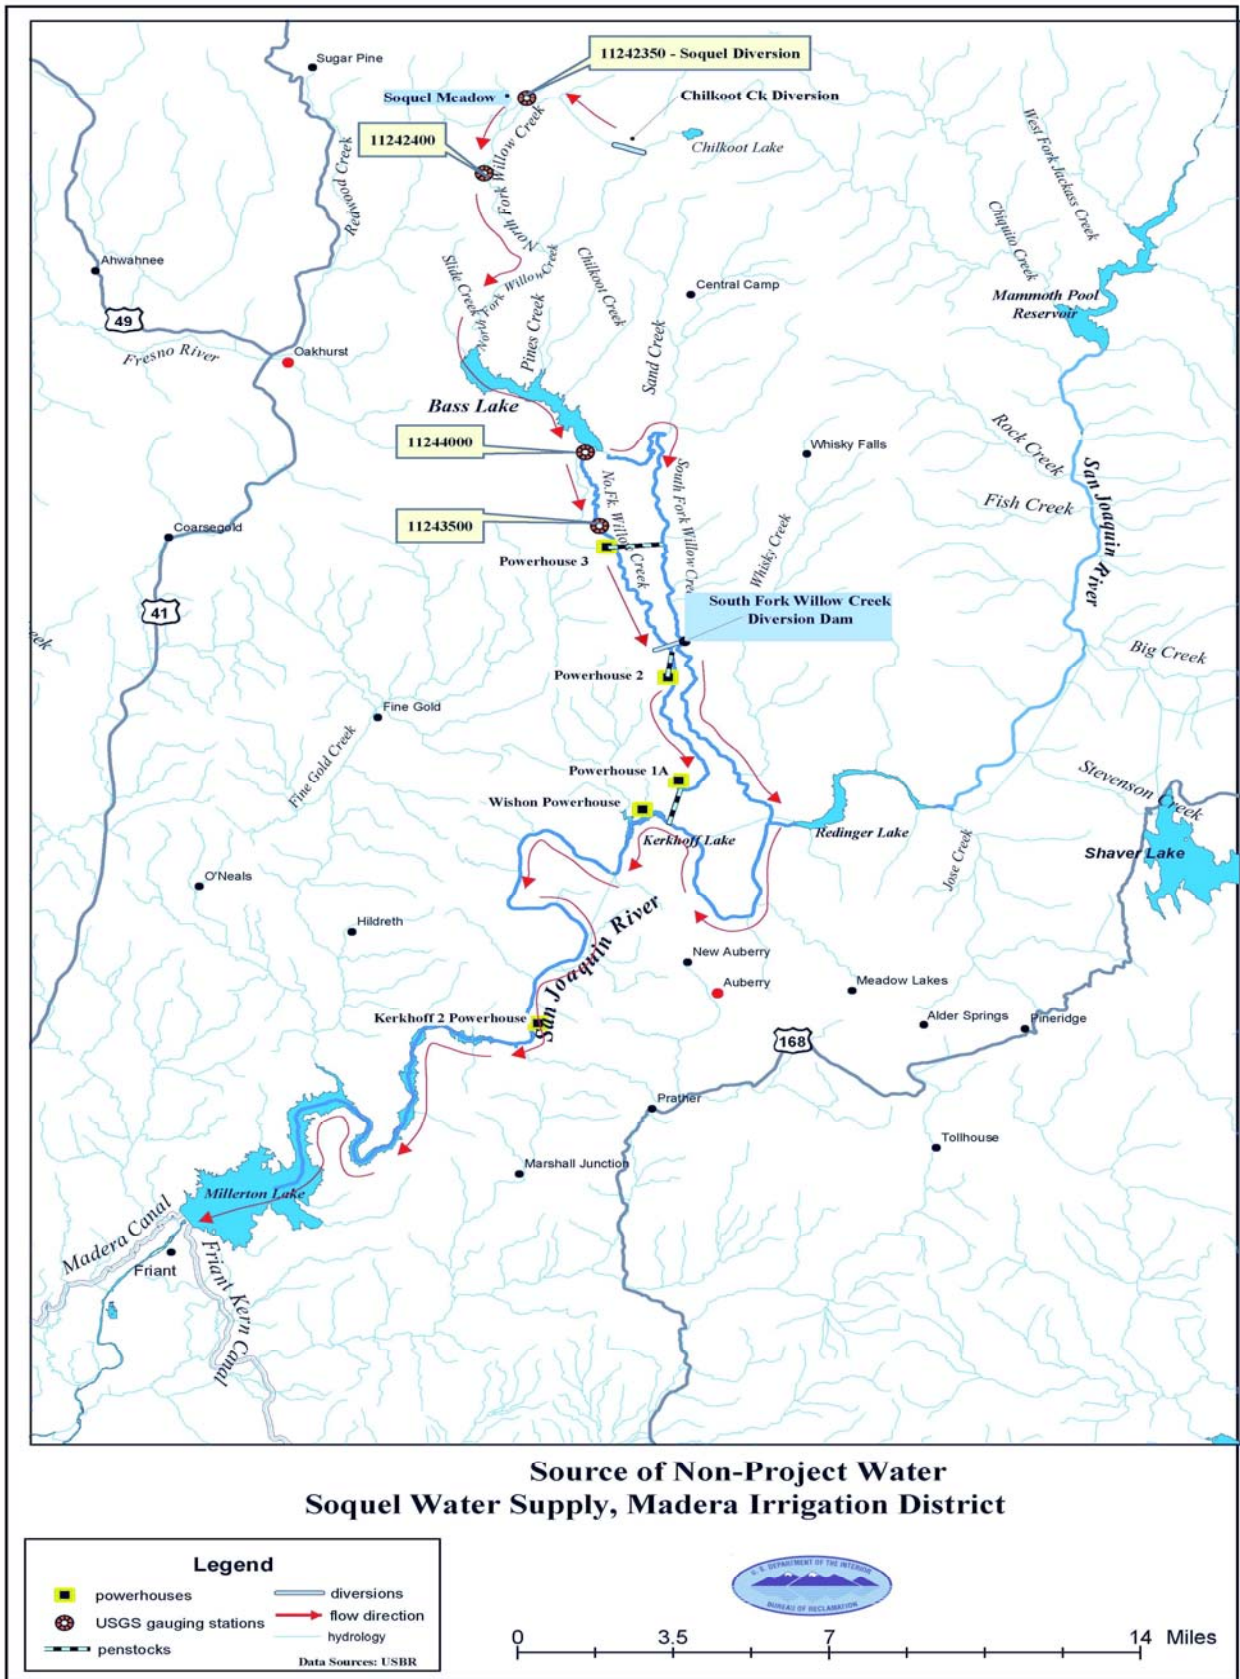 Sugar Pine
11242350 - Soquel Diversion
Soquel Meadow
Chilkoot Ck Diversion
11242400
Chilkoot Lake
Redwood Creek
North Fork Willow Creek
West Fork Jackass Creek
Chiquito Creek
Ahwahnee
Slide Creek
North Fork Willow Creek
Chilkoot Creek
Central Camp
Mammoth Pool
Reservoir
49
Fresno River
Oakhurst
Pines Creek
Sand Creek
Bass Lake
11244000
Whisky Falls
Rock Creek
Fish Creek
San Joaquin River
No.Fk. Willow Creek
South Fork Willow Cree
Coarsegold
11243500
Powerhouse 3
Whisky Creek
41
eek
South Fork Willow Creek
Diversion Dam
Big Creek
Powerhouse 2
Fine Gold
Fine Gold Creek
Powerhouse 1A
Wishon Powerhouse
Kerkhoff Lake
Redinger Lake
Stevenson Creek
Jose Creek
Shaver Lake
O'Neals
Hildreth
San Joaquin River
New Auberry
Auberry
Meadow Lakes
Kerkhoff 2 Powerhouse
Alder Springs
Pineridge
168
Prather
Tollhouse
Marshall Junction
Millerton Lake
Madera Canal
Friant
Friant Kern Canal
Source of Non-Project Water
Soquel Water Supply, Madera Irrigation District
Legend
powerhouses
diversions
USGS gauging stations
flow direction
hydrology
penstocks
Data Sources: USBR
U. S. DEPARTMENT OF THE INTERIOR
BUREAU OF RECLAMATION
0 3.5 7 14 Miles